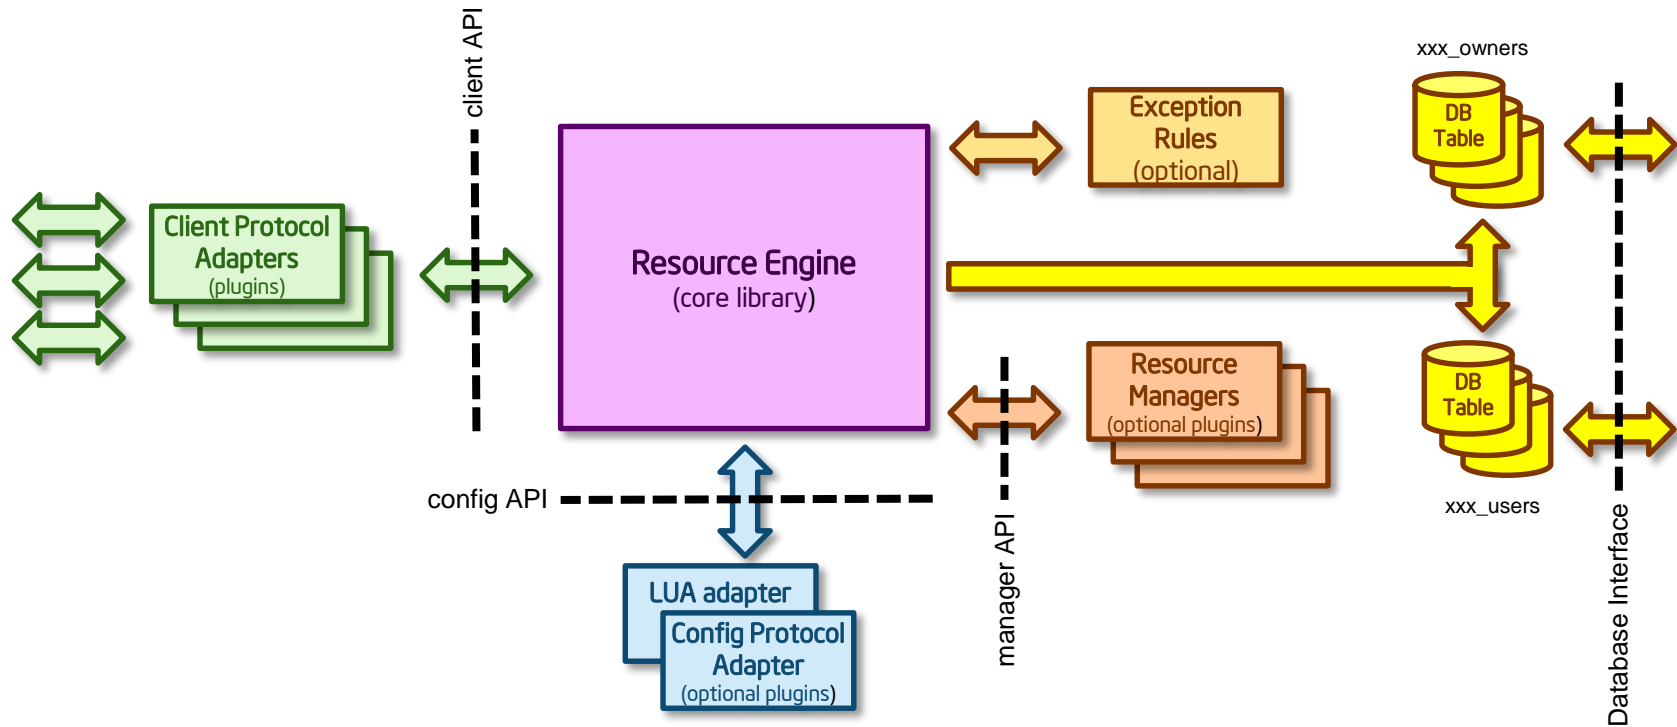 client API
xxx_owners
Exception
Rules
(optional)
DB
Table
Client Protocol
Adapters
(plugins)
Resource Engine
(core library)
Resource
Managers
(optional plugins)
DB
Table
config API
xxx_users
manager API
Database Interface
LUA adapter
Config Protocol
Adapter
(optional plugins)